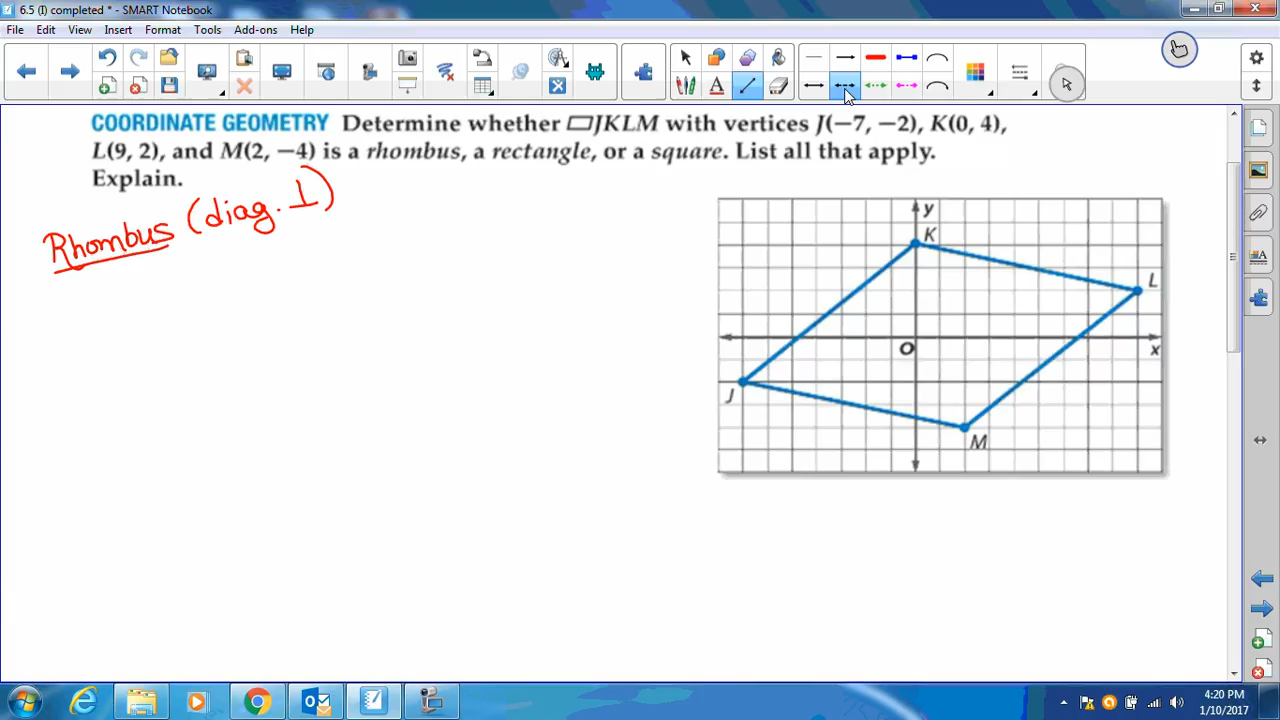 6.5 (I) completed * - SMART Notebook
File Edit View Insert Format Tools Add-ons Help
COORDINATE GEOMETRY Determine whether ▱JKLM with vertices J(−7, −2), K(0, 4),
L(9, 2), and M(2, −4) is a rhombus, a rectangle, or a square. List all that apply.
Explain.
Rhombus (diag. ⊥)
y
K
L
O
x
J
M
4:20 PM
1/10/2017